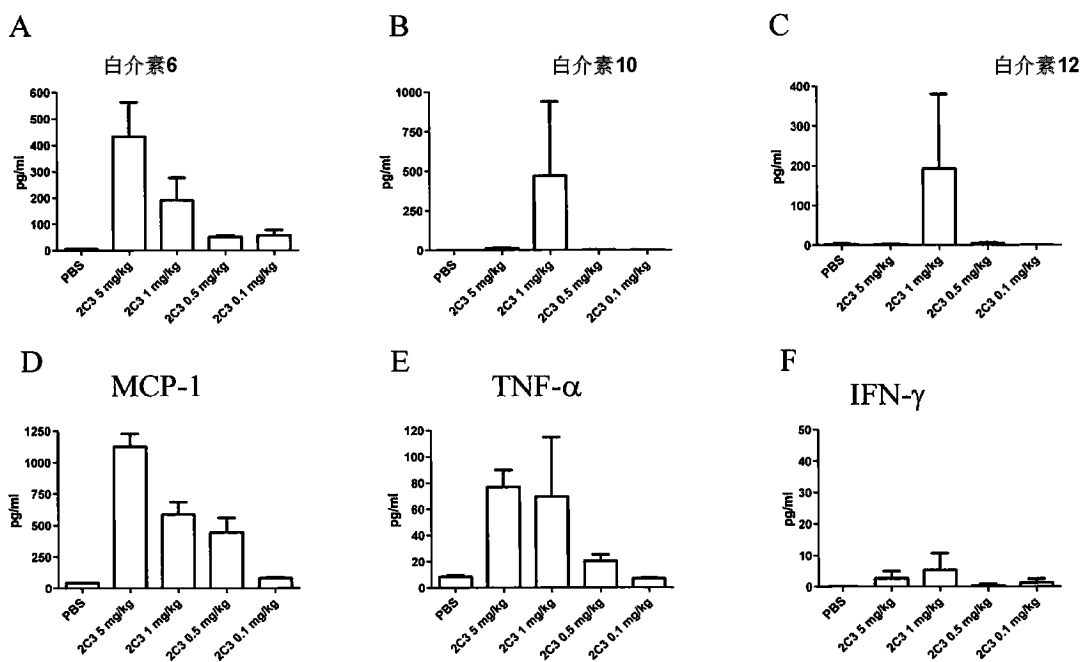 A
白介素6
600
500
400
300
200
100
0
pg/ml
PBS
2C3 5 mg/kg
2C3 1 mg/kg
2C3 0.5 mg/kg
2C3 0.1 mg/kg
B
白介素10
1000
750
500
250
0
pg/ml
PBS
2C3 5 mg/kg
2C3 1 mg/kg
2C3 0.5 mg/kg
2C3 0.1 mg/kg
C
白介素12
400
300
200
100
0
pg/ml
PBS
2C3 5 mg/kg
2C3 1 mg/kg
2C3 0.5 mg/kg
2C3 0.1 mg/kg
D
MCP-1
1250
1000
750
500
250
0
pg/ml
PBS
2C3 5 mg/kg
2C3 1 mg/kg
2C3 0.5 mg/kg
2C3 0.1 mg/kg
E
TNF-α
120
100
80
60
40
20
0
pg/ml
PBS
2C3 5 mg/kg
2C3 1 mg/kg
2C3 0.5 mg/kg
2C3 0.1 mg/kg
F
IFN-γ
50
40
30
20
10
0
pg/ml
PBS
2C3 5 mg/kg
2C3 1 mg/kg
2C3 0.5 mg/kg
2C3 0.1 mg/kg